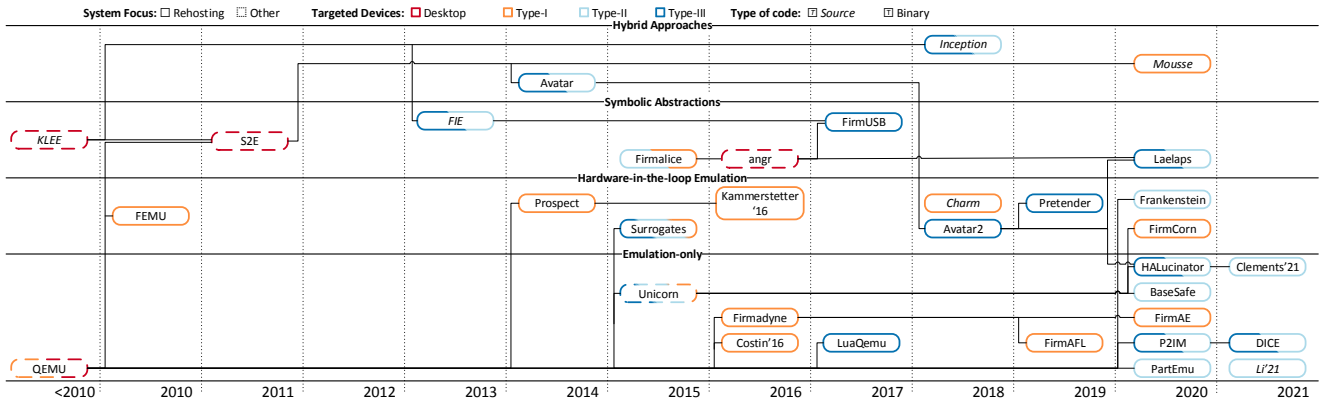 System Focus: Rehosting Other Targeted Devices: Desktop Type-I Type-II Type-III Type of code: Source Binary
Hybrid Approaches
Inception
Mousse
Avatar
Symbolic Abstractions
KLEE
S2E
FIE
FirmUSB
Firmalice
angr
Laelaps
Hardware-in-the-loop Emulation
FEMU
Prospect
Kammerstetter
'16
Charm
Pretender
Frankenstein
Surrogates
Avatar2
FirmCorn
Emulation-only
HALucinator
Clements'21
Unicorn
BaseSafe
Firmadyne
FirmAE
Costin'16
LuaQemu
FirmAFL
P2IM
DICE
QEMU
PartEmu
Li'21
<2010 2010 2011 2012 2013 2014 2015 2016 2017 2018 2019 2020 2021